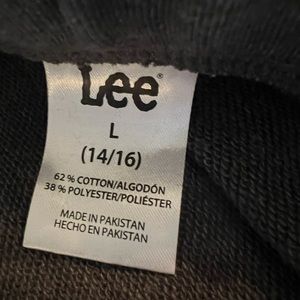 Lee®
L
(14/16)
62 % COTTON/ALGODÓN
38 % POLYESTER/POLIÉSTER
MADE IN PAKISTAN
HECHO EN PAKISTAN